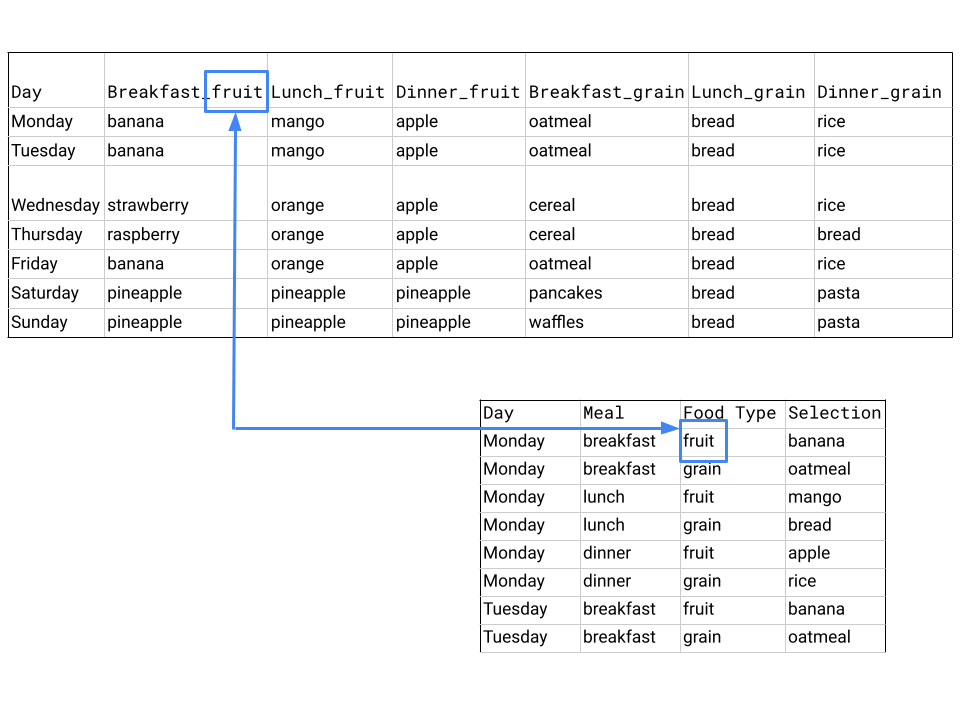 Day Breakfast_fruit Lunch_fruit Dinner_fruit Breakfast_grain Lunch_grain Dinner_grain
Monday banana mango apple oatmeal bread rice
Tuesday banana mango apple oatmeal bread rice
Wednesday strawberry orange apple cereal bread rice
Thursday raspberry orange apple cereal bread bread
Friday banana orange apple oatmeal bread rice
Saturday pineapple pineapple pineapple pancakes bread pasta
Sunday pineapple pineapple pineapple waffles bread pasta
Day Meal Food Type Selection
Monday breakfast fruit banana
Monday breakfast grain oatmeal
Monday lunch fruit mango
Monday lunch grain bread
Monday dinner fruit apple
Monday dinner grain rice
Tuesday breakfast fruit banana
Tuesday breakfast grain oatmeal